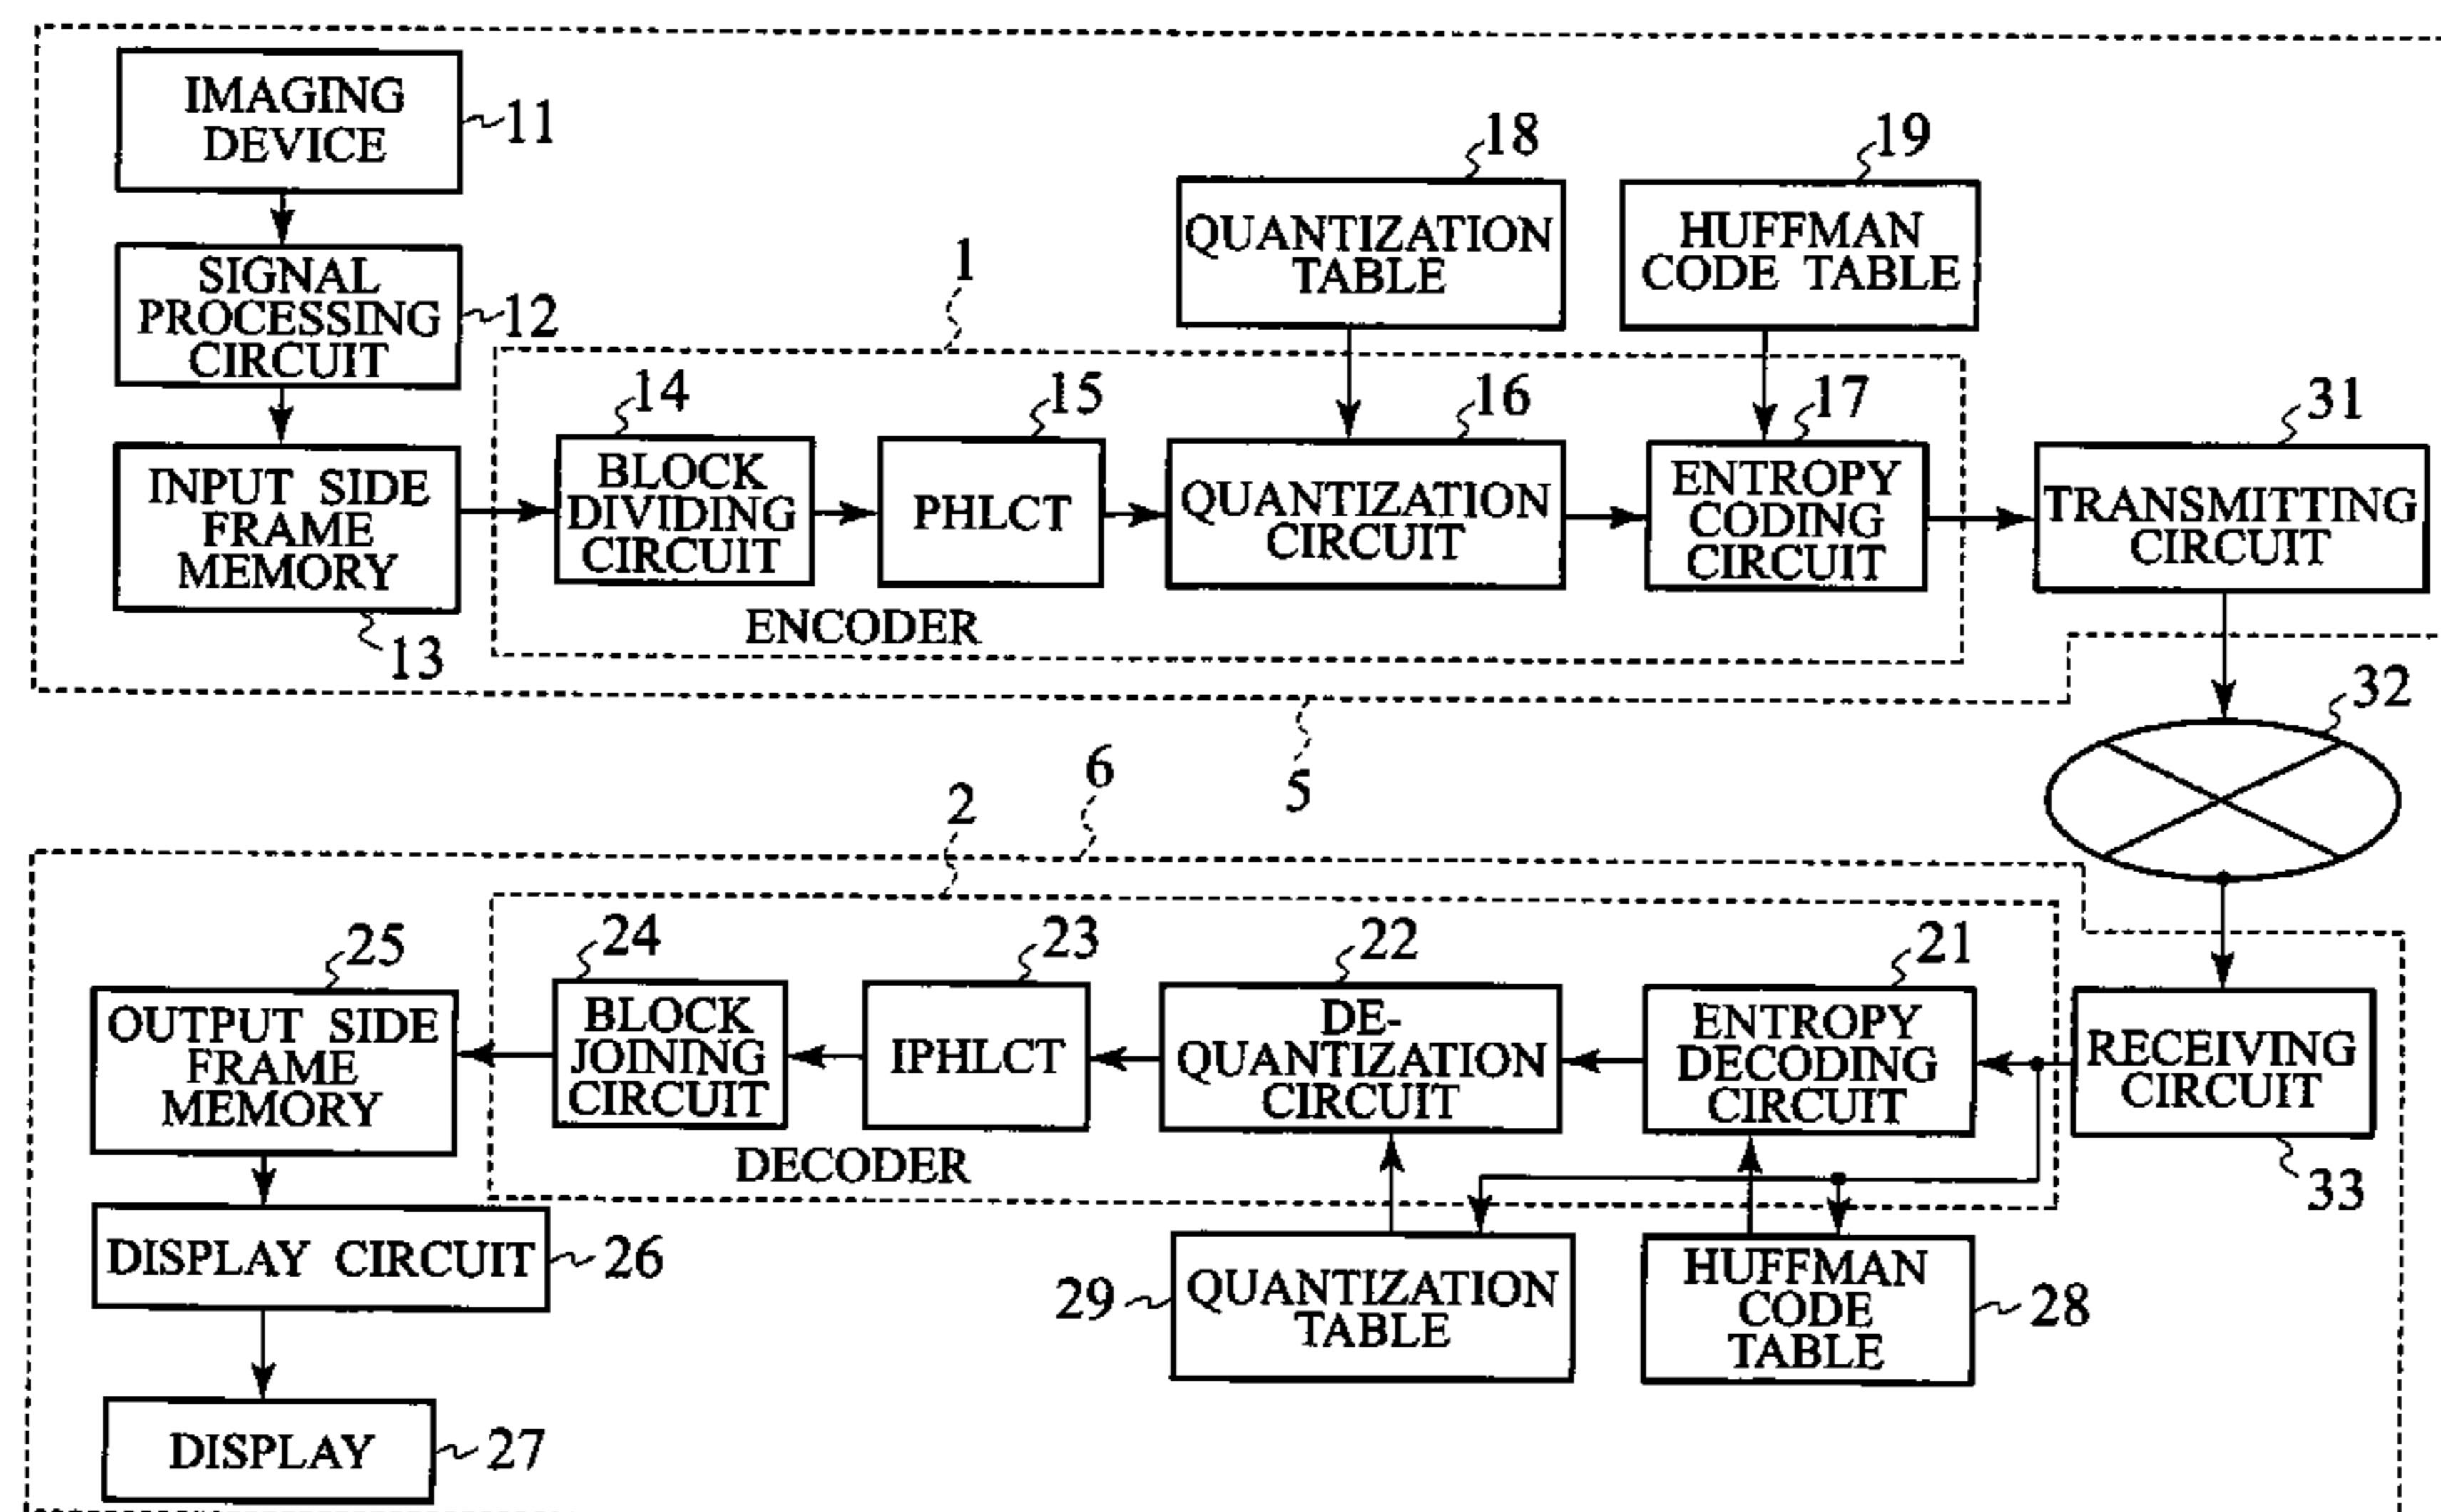 IMAGING
DEVICE
11
SIGNAL
PROCESSING
CIRCUIT
12
INPUT SIDE
FRAME
MEMORY
13
1
14
BLOCK
DIVIDING
CIRCUIT
15
PHLCT
18
QUANTIZATION
TABLE
16
QUANTIZATION
CIRCUIT
19
HUFFMAN
CODE TABLE
17
ENTROPY
CODING
CIRCUIT
ENCODER
31
TRANSMITTING
CIRCUIT
5
32
6
2
25
OUTPUT SIDE
FRAME
MEMORY
24
BLOCK
JOINING
CIRCUIT
23
IPHLCT
22
DE-
QUANTIZATION
CIRCUIT
21
ENTROPY
DECODING
CIRCUIT
RECEIVING
CIRCUIT
33
DECODER
DISPLAY CIRCUIT
26
29
QUANTIZATION
TABLE
HUFFMAN
CODE
TABLE
28
DISPLAY
27